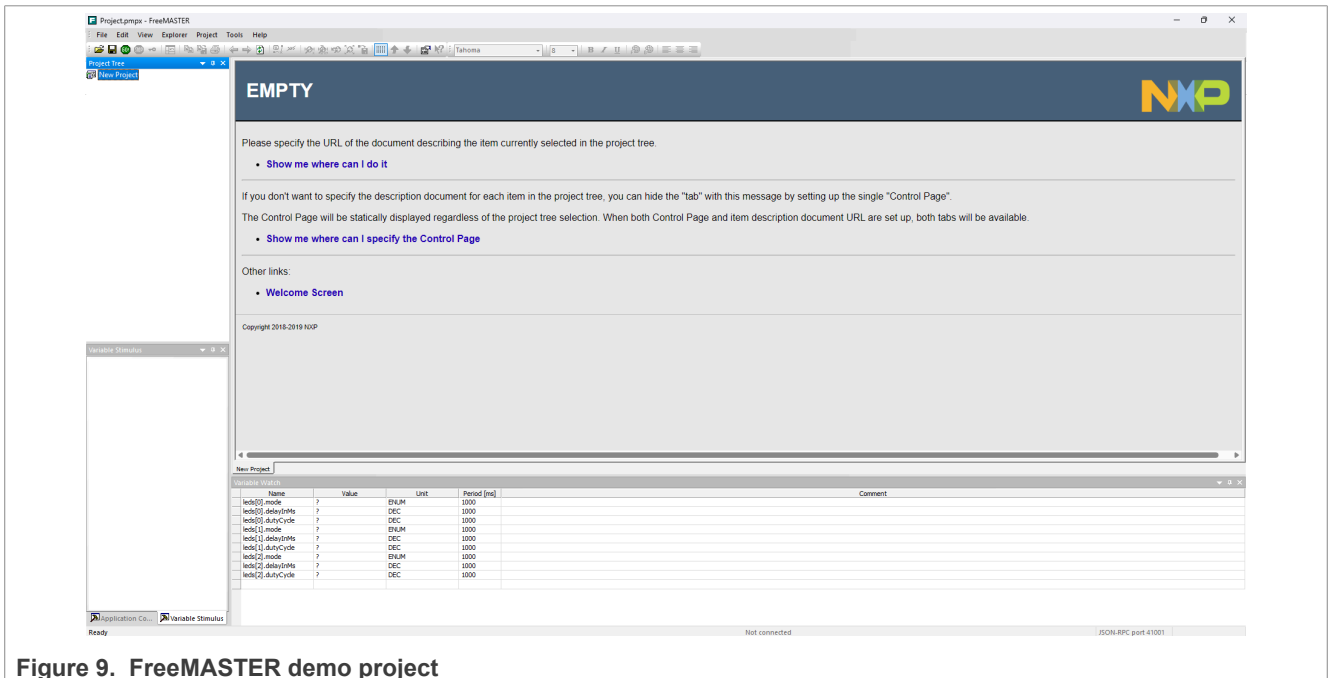 Project.pmpx - FreeMASTER
File Edit View Explorer Project Tools Help
Tahoma 8 B I U
Project Tree
New Project
EMPTY
NXP
Please specify the URL of the document describing the item currently selected in the project tree.
• Show me where can I do it
If you don't want to specify the description document for each item in the project tree, you can hide the "tab" with this message by setting up the single "Control Page".
The Control Page will be statically displayed regardless of the project tree selection. When both Control Page and item description document URL are set up, both tabs will be available.
• Show me where can I specify the Control Page
Other links:
• Welcome Screen
Copyright 2018-2019 NXP
Variable Stimulus
New Project
Variable Watch
Name Value Unit Period [ms] Comment
leds[0].mode ? ENUM 1000
leds[0].delayInMs ? DEC 1000
leds[0].dutyCycle ? DEC 1000
leds[1].mode ? ENUM 1000
leds[1].delayInMs ? DEC 1000
leds[1].dutyCycle ? DEC 1000
leds[2].mode ? ENUM 1000
leds[2].delayInMs ? DEC 1000
leds[2].dutyCycle ? DEC 1000
Application Co... Variable Stimulus
Ready Not connected JSON-RPC port 41001
Figure 9. FreeMASTER demo project